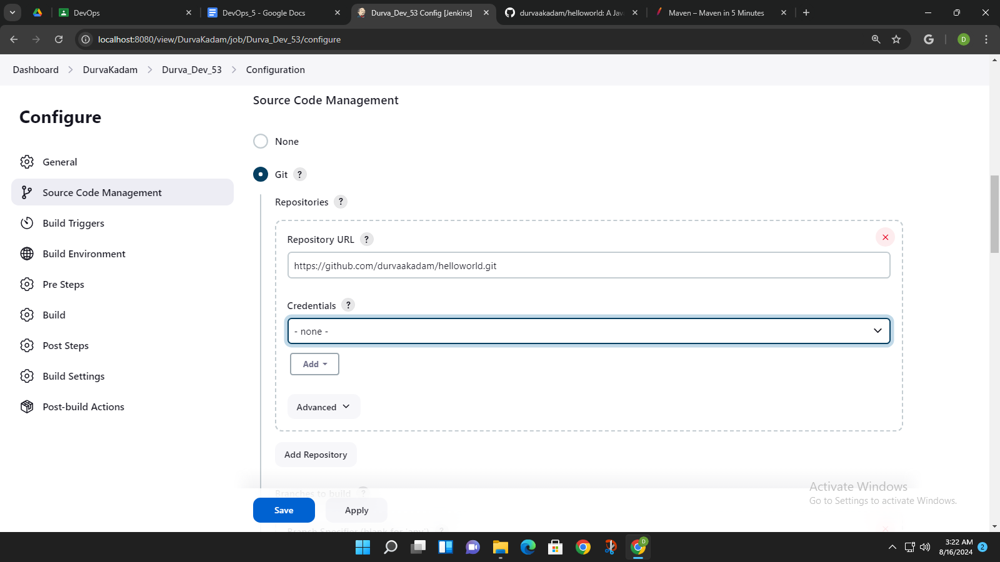 DevOps
DevOps_5 - Google Docs
Durva_Dev_53 Config [Jenkins]
durvaakadam/helloworld: A Jav
Maven – Maven in 5 Minutes
localhost:8080/view/DurvaKadam/job/Durva_Dev_53/configure
G
D
Dashboard
DurvaKadam
Durva_Dev_53
Configuration
Configure
General
Source Code Management
Build Triggers
Build Environment
Pre Steps
Build
Post Steps
Build Settings
Post-build Actions
Source Code Management
None
Git ?
Repositories ?
Repository URL ?
https://github.com/durvaakadam/helloworld.git
Credentials ?
- none -
Add
Advanced
Add Repository
Branches to build ?
Save
Apply
Branch Specifier (blank for 'any') ?
Activate Windows
Go to Settings to activate Windows.
D
3:22 AM
8/16/2024
2